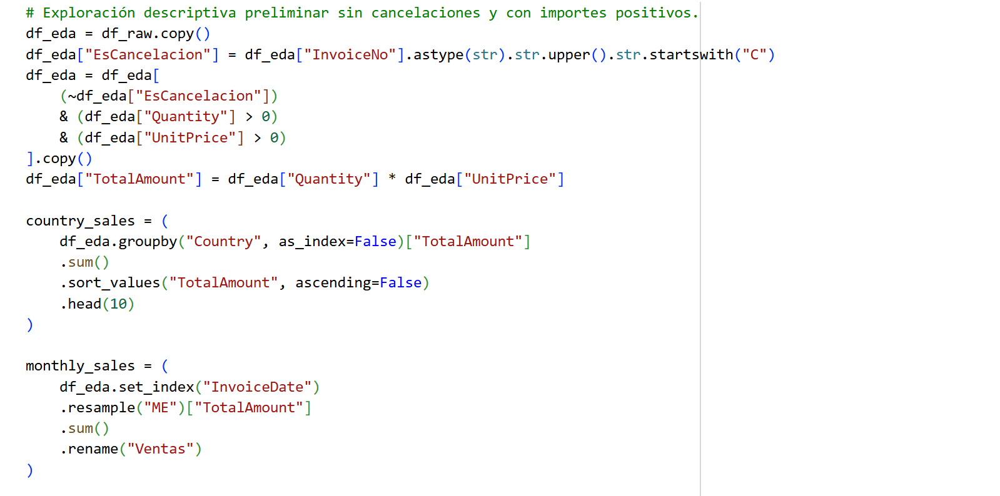 # Exploración descriptiva preliminar sin cancelaciones y con importes positivos.
df_eda = df_raw.copy()
df_eda["EsCancelacion"] = df_eda["InvoiceNo"].astype(str).str.upper().str.startswith("C")
df_eda = df_eda[
    (~df_eda["EsCancelacion"])
    & (df_eda["Quantity"] > 0)
    & (df_eda["UnitPrice"] > 0)
].copy()
df_eda["TotalAmount"] = df_eda["Quantity"] * df_eda["UnitPrice"]

country_sales = (
    df_eda.groupby("Country", as_index=False)["TotalAmount"]
    .sum()
    .sort_values("TotalAmount", ascending=False)
    .head(10)
)

monthly_sales = (
    df_eda.set_index("InvoiceDate")
    .resample("ME")["TotalAmount"]
    .sum()
    .rename("Ventas")
)